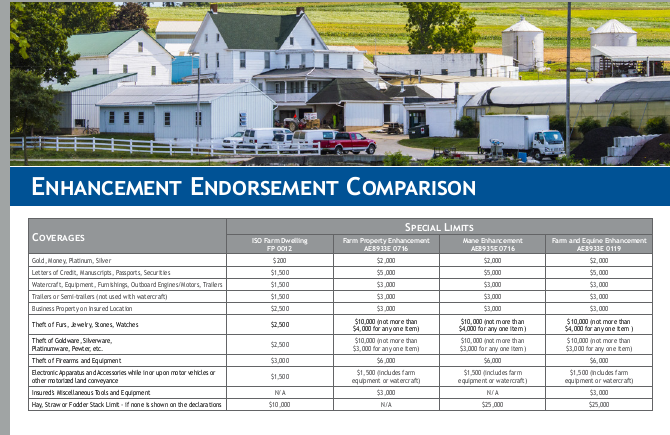 ENHANCEMENT ENDORSEMENT COMPARISON
COVERAGES
SPECIAL LIMITS
ISO Farm Dwelling
FP 0012
Farm Property Enhancement
AE8933E 0716
Mane Enhancement
AE8935E 0716
Farm and Equine Enhancement
AE8933E 0119
Gold, Money, Platinum, Silver $200 $2,000 $2,000 $2,000
Letters of Credit, Manuscripts, Passports, Securities $1,500 $5,000 $5,000 $5,000
Watercraft, Equipment, Furnishings, Outboard Engines/Motors, Trailers $1,500 $3,000 $3,000 $3,000
Trailers or Semi-trailers (not used with watercraft) $1,500 $3,000 $3,000 $3,000
Business Property on Insured Location $2,500 $3,000 $3,000 $3,000
Theft of Furs, Jewelry, Stones, Watches $2,500
$10,000 (not more than
$4,000 for any one item)
$10,000 (not more than
$4,000 for any one item )
$10,000 (not more than
$4,000 for any one item )
Theft of Goldware, Silverware,
Platinumware, Pewter, etc.
$2,500
$10,000 (not more than
$3,000 for any one item)
$10,000 (not more than
$3,000 for any one item )
$10,000 (not more than
$3,000 for any one item )
Theft of Firearms and Equipment $3,000 $6,000 $6,000 $6,000
Electronic Apparatus and Accessories while in or upon motor vehicles or
other motorized land conveyance
$1,500
$1,500 (includes farm
equipment or watercraft)
$1,500 (includes farm
equipment or watercraft)
$1,500 (includes farm
equipment or watercraft)
Insured's Miscellaneous Tools and Equipment N/A $3,000 N/A $3,000
Hay, Straw or Fodder Stack Limit - If none is shown on the declarations $10,000 N/A $25,000 $25,000